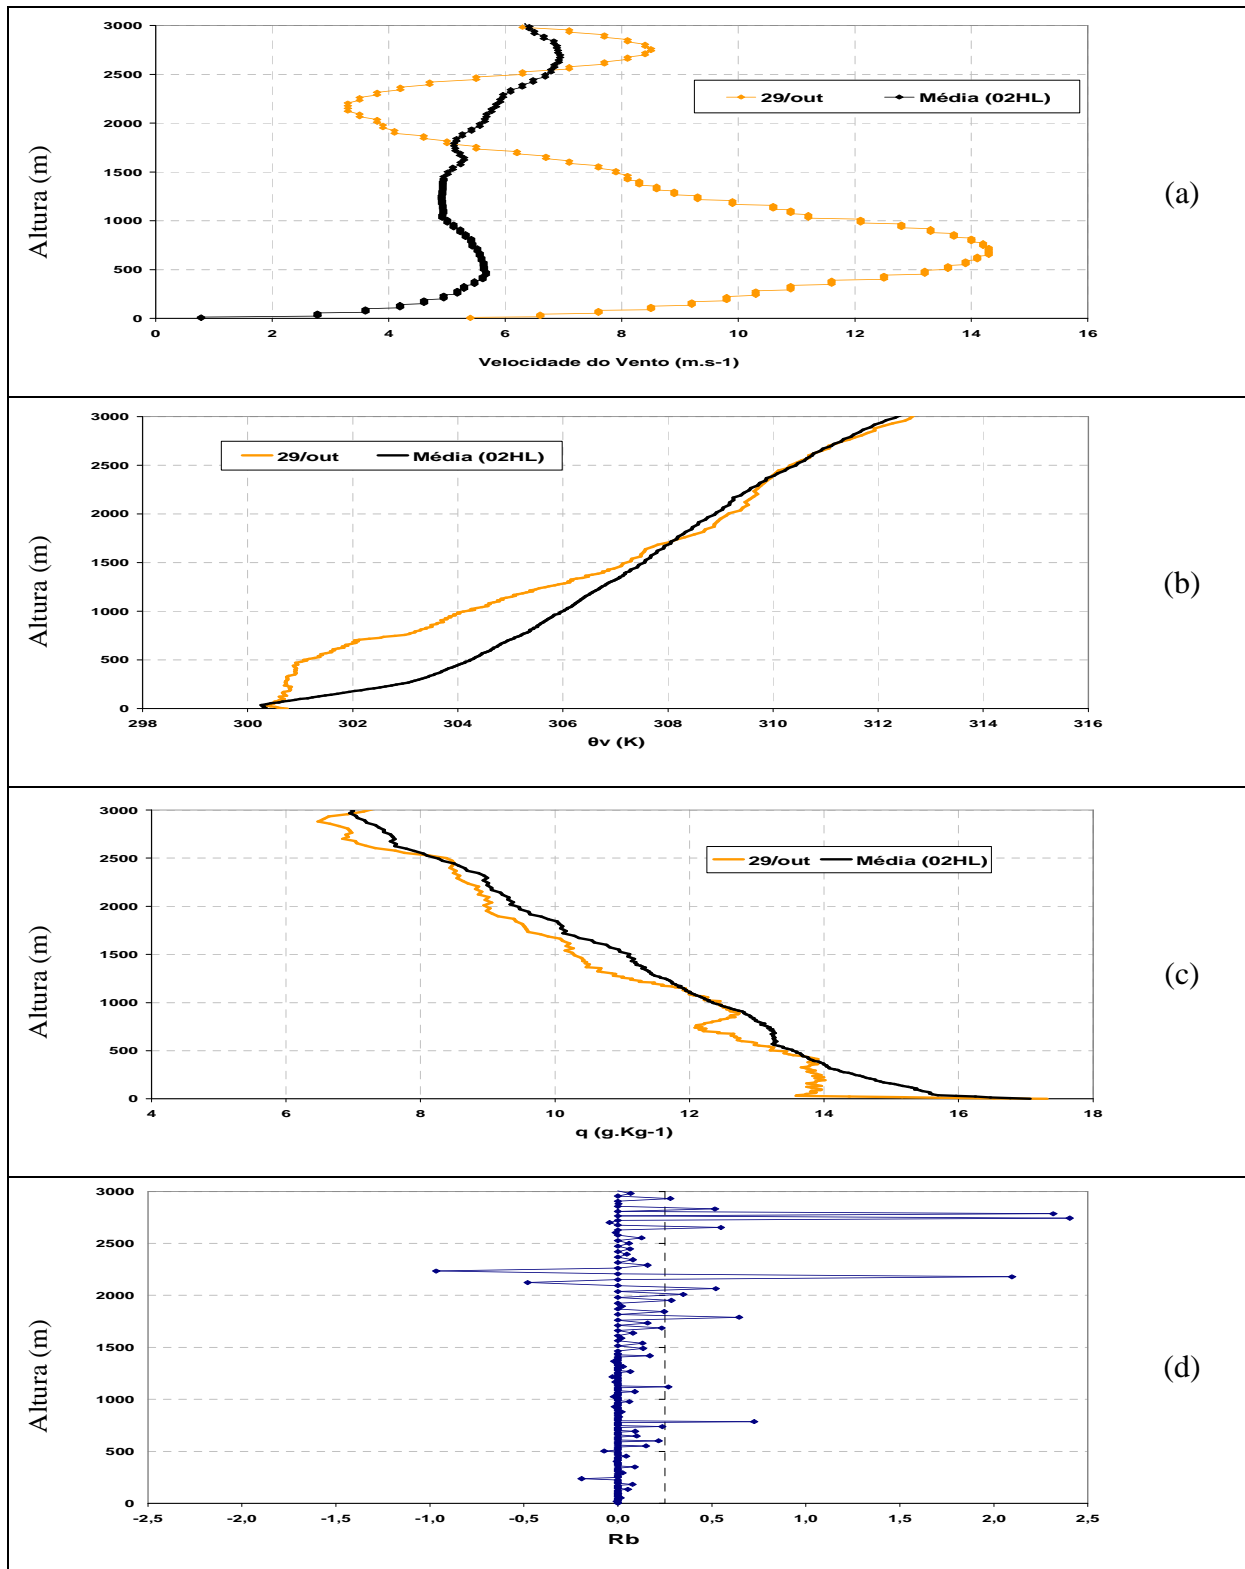 3000
2500
2000
1500
1000
500
0
Altura (m)
29/out Média (02HL)
0 2 4 6 8 10 12 14 16
Velocidade do Vento (m.s-1)
(a)
3000
2500
2000
1500
1000
500
0
Altura (m)
29/out Média (02HL)
298 300 302 304 306 308 310 312 314 316
θv (K)
(b)
3000
2500
2000
1500
1000
500
0
Altura (m)
29/out Média (02HL)
4 6 8 10 12 14 16 18
q (g.Kg-1)
(c)
3000
2500
2000
1500
1000
500
0
Altura (m)
-2,5 -2,0 -1,5 -1,0 -0,5 0,0 0,5 1,0 1,5 2,0 2,5
Rb
(d)